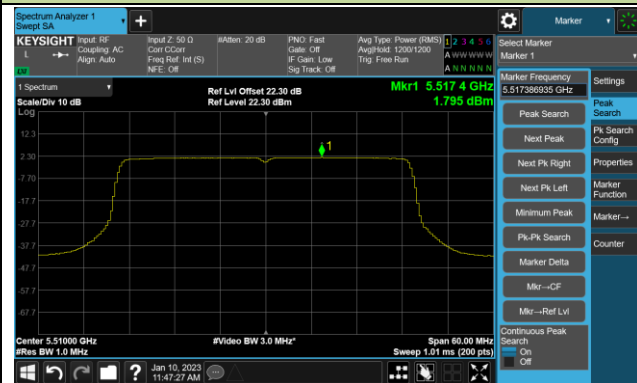 Spectrum Analyzer 1
Swept SA
Marker
KEYSIGHT
Input: RF
Coupling: AC
Align: Auto
Input Z: 50 Ω
Corr CCorr
Freq Ref: Int (S)
NFE: Off
#Atten: 20 dB
PNO: Fast
Gate: Off
IF Gain: Low
Sig Track: Off
Avg Type: Power (RMS)
Avg|Hold: 1200/1200
Trig: Free Run
1 2 3 4 5 6
A W W W W W
A N N N N N
L
LXI
Select Marker
Marker 1
1 Spectrum
Scale/Div 10 dB
Log
Ref Lvl Offset 22.30 dB
Ref Level 22.30 dBm
Mkr1 5.517 4 GHz
1.795 dBm
Marker Frequency
5.517386935 GHz
Settings
Peak Search
Next Peak
Next Pk Right
Next Pk Left
Minimum Peak
Pk-Pk Search
Marker Delta
Mkr→CF
Mkr→Ref Lvl
Continuous Peak
Search
On
Off
Peak
Search
Pk Search
Config
Properties
Marker
Function
Marker→
Counter
12.3
2.30
-7.70
-17.7
-27.7
-37.7
-47.7
-57.7
-67.7
1
Center 5.51000 GHz
#Res BW 1.0 MHz
#Video BW 3.0 MHz*
Span 60.00 MHz
Sweep 1.01 ms (200 pts)
Jan 10, 2023
11:47:27 AM